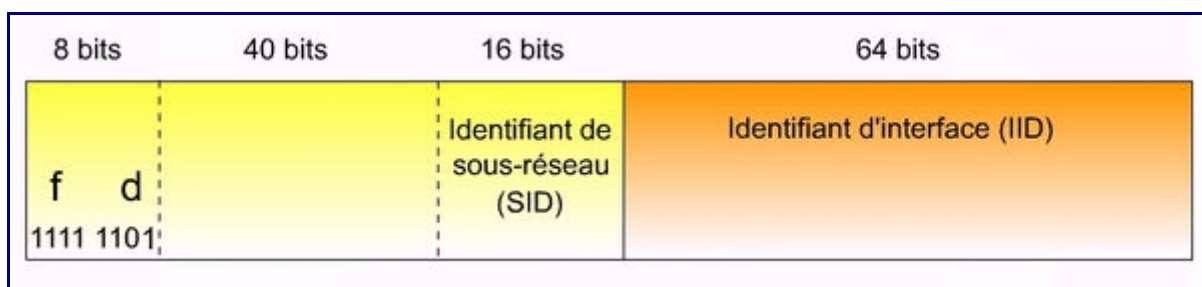 8 bits 40 bits 16 bits 64 bits
Identifiant de
sous-réseau
(SID)
Identifiant d'interface (IID)
f d
1111 1101